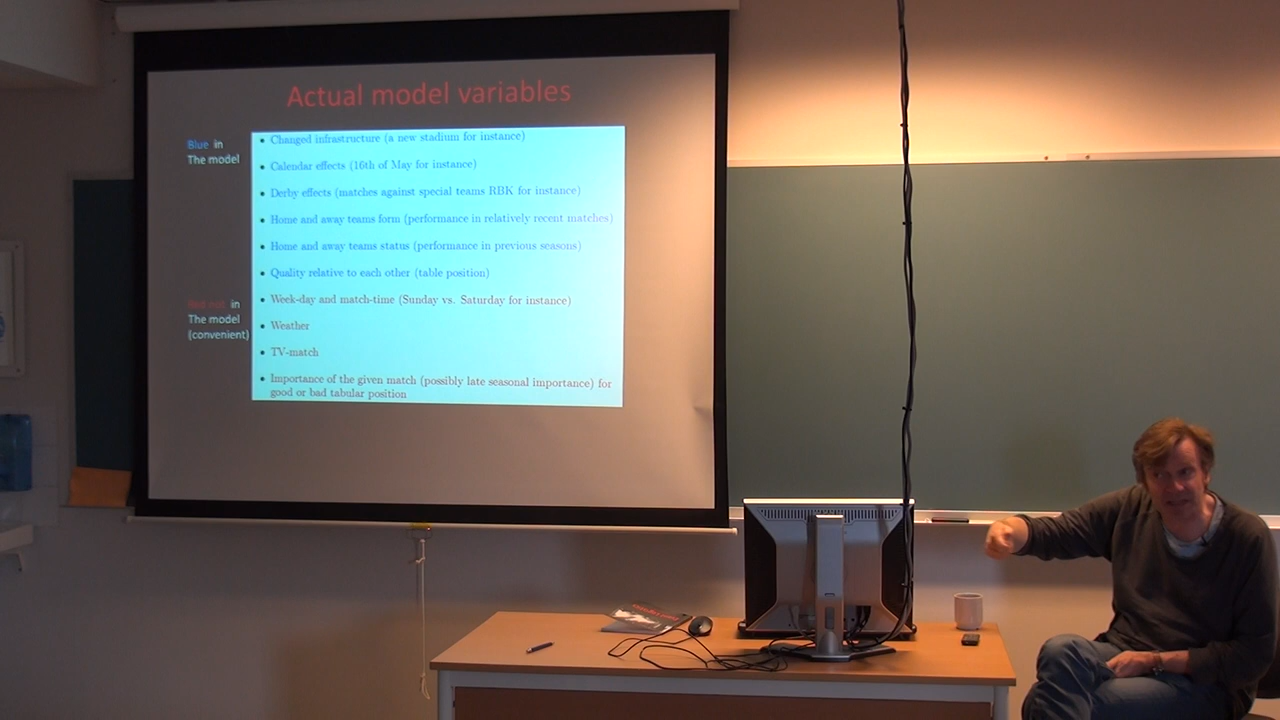 Actual model variables
Blue in
The model
• Changed infrastructure (a new stadium for instance)
• Calendar effects (16th of May for instance)
• Derby effects (matches against special teams RBK for instance)
• Home and away teams form (performance in relatively recent matches)
• Home and away teams status (performance in previous seasons)
• Quality relative to each other (table position)
• Week-day and match-time (Sunday vs. Saturday for instance)
• Weather
• TV-match
• Importance of the given match (possibly late seasonal importance) for
good or bad tabular position
Red not in
The model
(convenient)